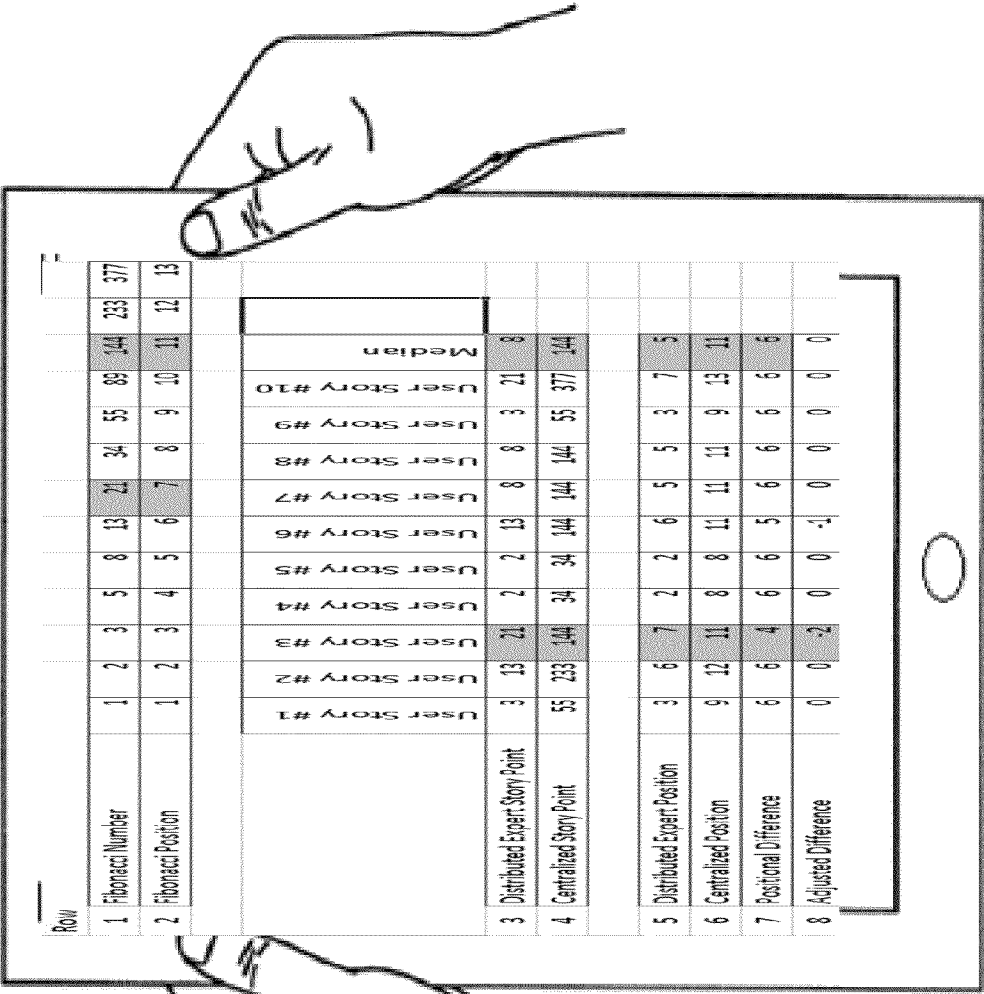 Row
1 Fibonacci Number 1 2 3 5 8 13 21 34 55 89 144 233 377
2 Fibonacci Position 1 2 3 4 5 6 7 8 9 10 11 12 13
User Story #1 User Story #2 User Story #3 User Story #4 User Story #5 User Story #6 User Story #7 User Story #8 User Story #9 User Story #10 Median
3 Distributed Expert Story Point 3 13 21 2 2 13 8 8 3 21 8
4 Centralized Story Point 55 233 144 34 34 144 144 144 55 377 144
5 Distributed Expert Position 3 6 7 2 2 6 5 5 3 7 5
6 Centralized Position 9 12 11 8 8 11 11 11 9 13 11
7 Positional Difference 6 6 4 6 6 5 6 6 6 6 6
8 Adjusted Difference 0 0 -2 0 0 -1 0 0 0 0 0